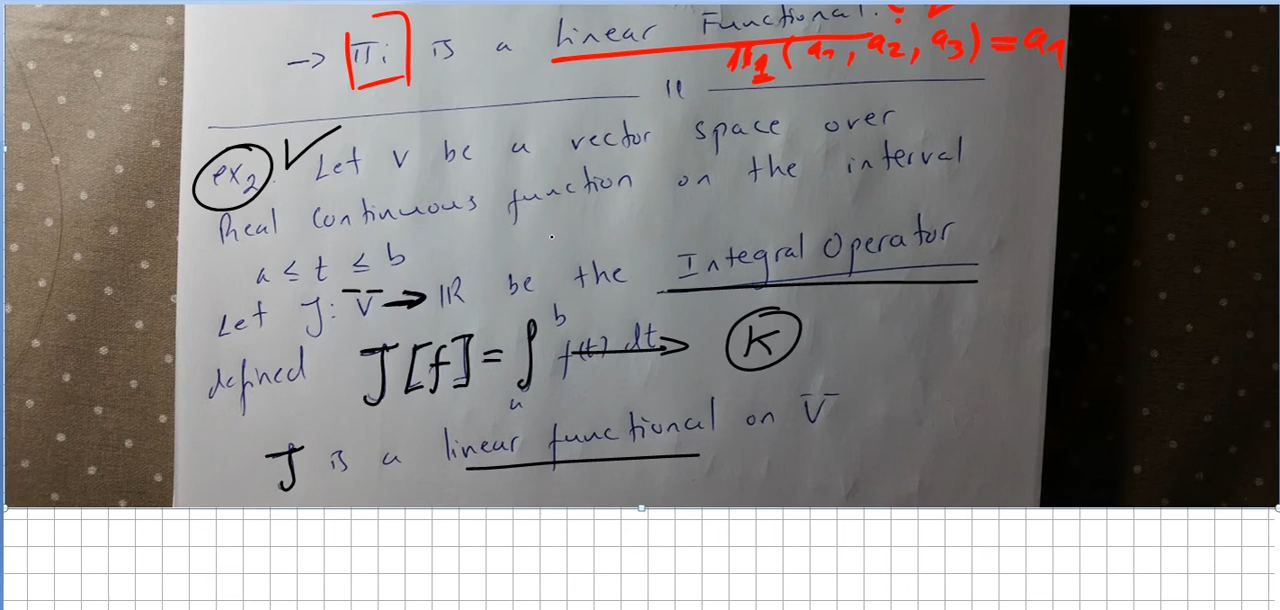 → πi is a linear Functional.
π1 (a1, a2, a3) = a1
ex2. Let V be a vector space over
Real continuous function on the interval
a ≤ t ≤ b
Let J: V → IR be the Integral Operator
defined J[f] = ∫ₐᵇ f(t) dt → K
J is a linear functional on V